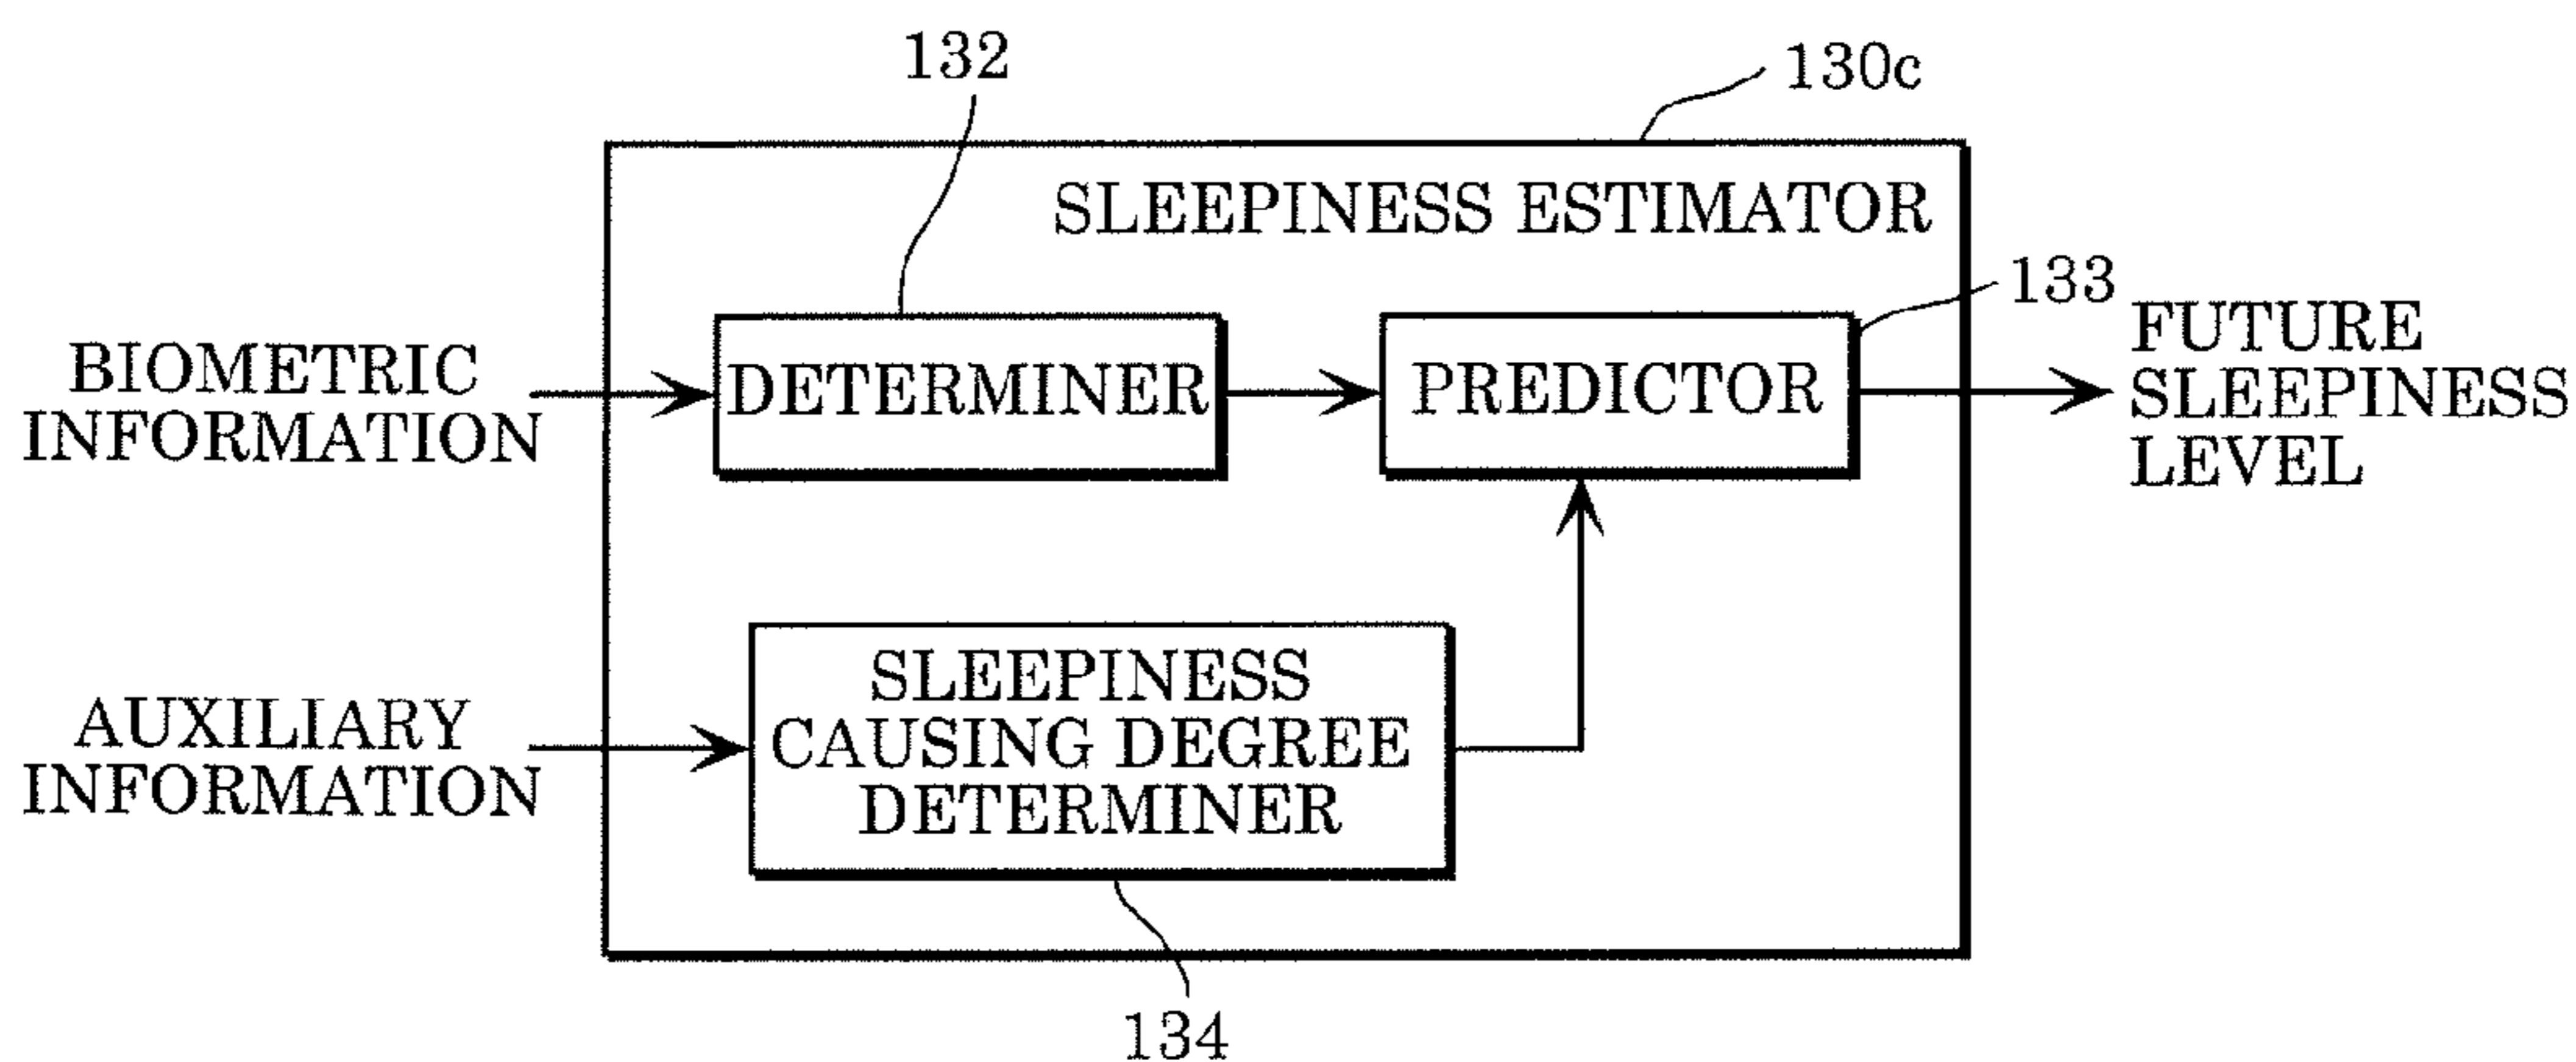 132
130c
SLEEPINESS ESTIMATOR
133
BIOMETRIC
INFORMATION
DETERMINER
PREDICTOR
FUTURE
SLEEPINESS
LEVEL
AUXILIARY
INFORMATION
SLEEPINESS
CAUSING DEGREE
DETERMINER
134